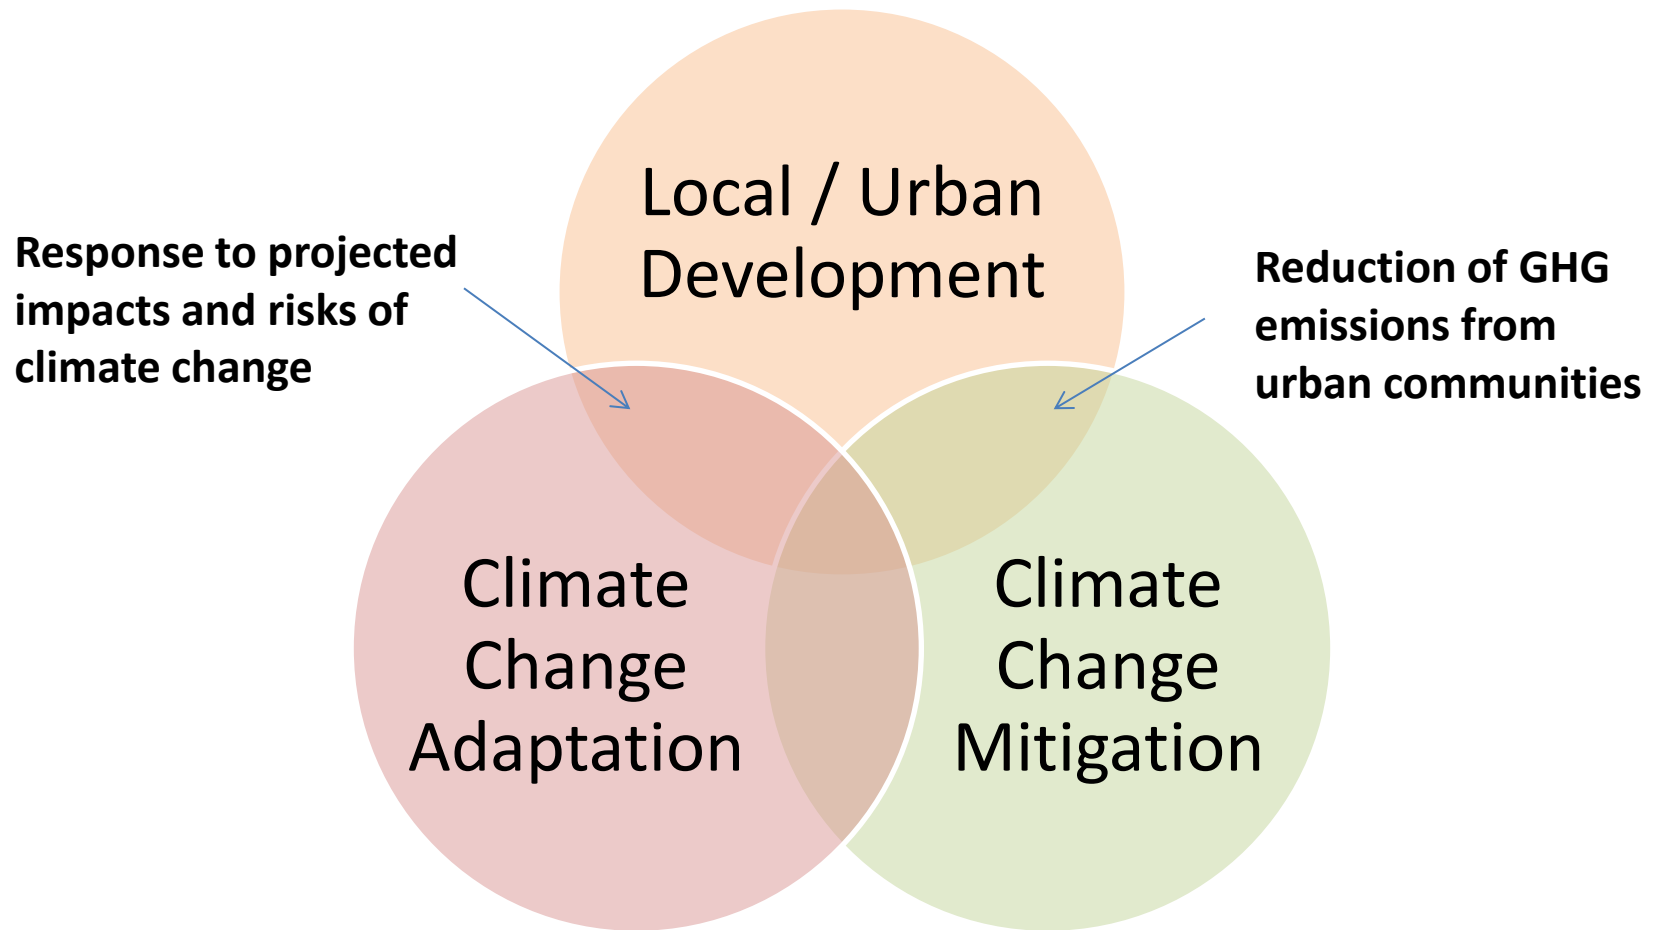 Local / Urban
Development
Response to projected
impacts and risks of
climate change
Reduction of GHG
emissions from
urban communities
Climate
Change
Adaptation
Climate
Change
Mitigation